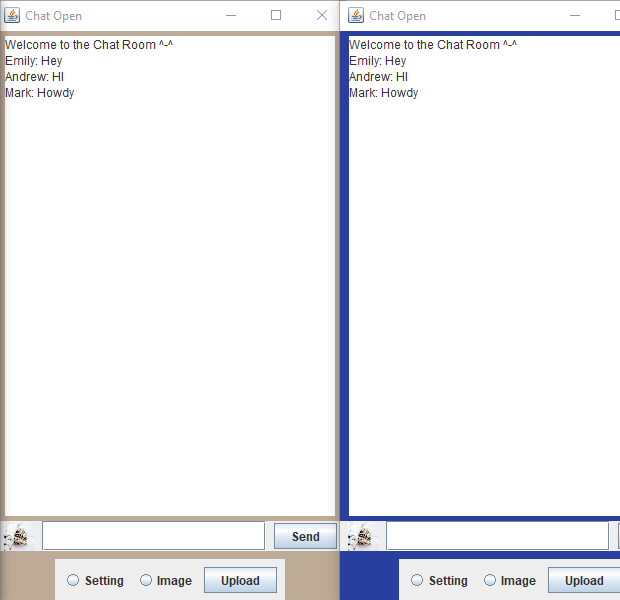 Chat Open
Welcome to the Chat Room ^-^
Emily: Hey
Andrew: HI
Mark: Howdy
Send
Setting Image Upload
Chat Open
Welcome to the Chat Room ^-^
Emily: Hey
Andrew: HI
Mark: Howdy
Setting Image Upload